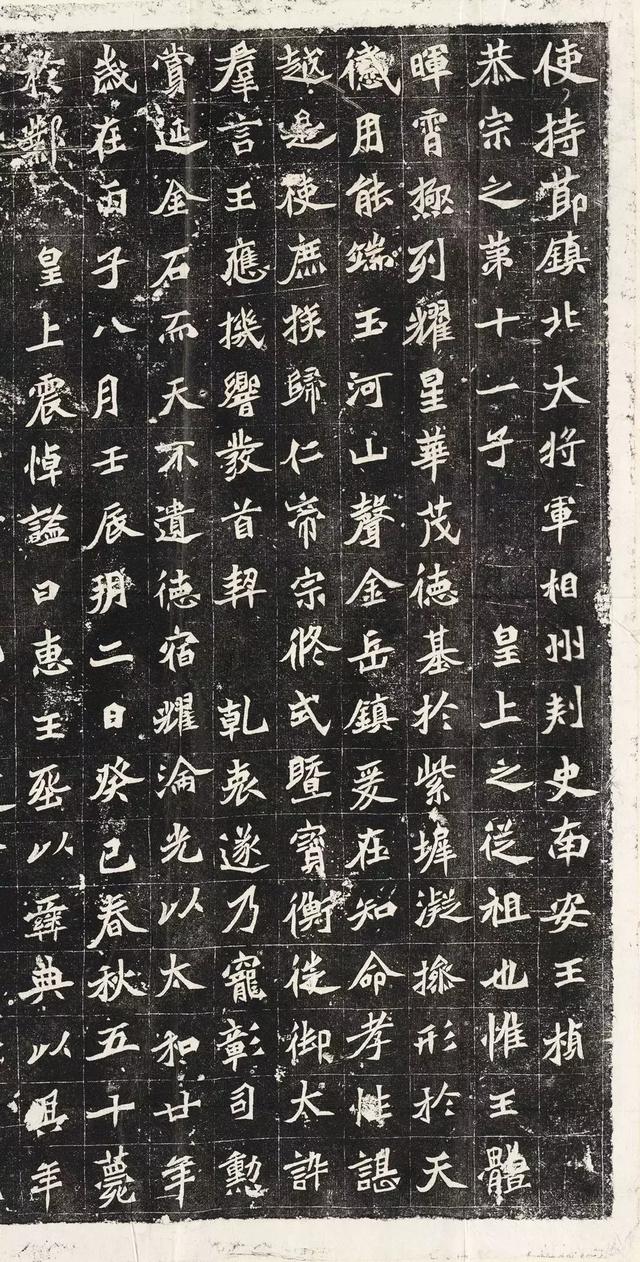 使持節鎮北大將軍相州刾史南安王楨
恭宗之第十一子 皇上之從祖也惟王體
暉霄極列耀星華茂德基於紫墀凝操形於天
感用能端玉河山聲金岳鎮爰在知命孝性諶
越是使庶族歸仁帝宗攸式暨寶衡徙御太訊
羣言王應機響發首契 乹衷遂乃寵彰司勳
賞延金石而天不遺德宿耀淪光以太和廿年
歲在丙子八月壬辰朔二日癸巳春秋五十薨
於鄴 皇上震悼謚曰惠王葬以彝典以其年